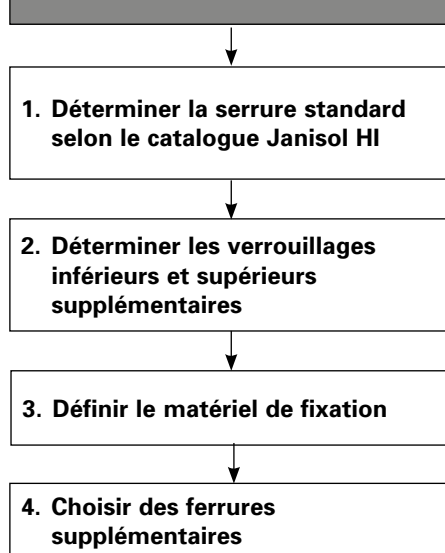 1. Déterminer la serrure standard
selon le catalogue Janisol HI
2. Déterminer les verrouillages
inférieurs et supérieurs
supplémentaires
3. Définir le matériel de fixation
4. Choisir des ferrures
supplémentaires